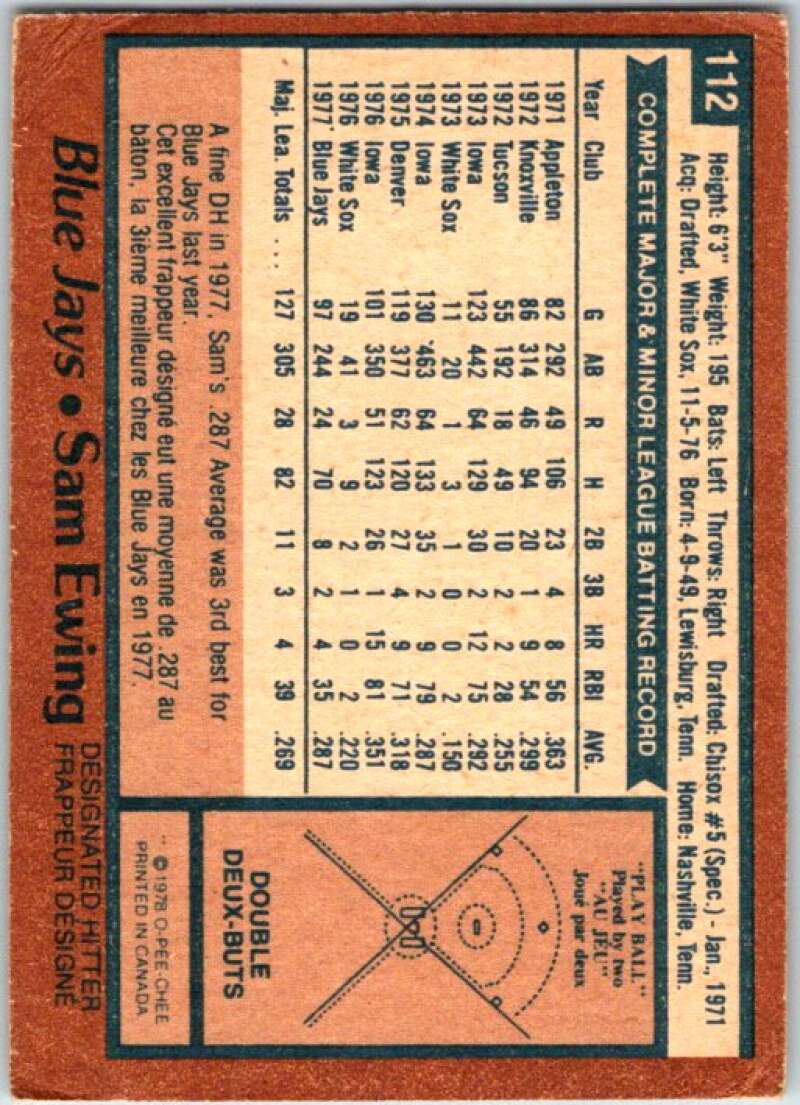 112
Height: 6'3" Weight: 195 Bats: Left Throws: Right Drafted: Chisox #5 (Spec.) - Jan., 1971
Acq: Drafted, White Sox, 11-5-76 Born: 4-9-49, Lewisburg, Tenn. Home: Nashville, Tenn.
COMPLETE MAJOR & MINOR LEAGUE BATTING RECORD
Year Club G AB R H 2B 3B HR RBI AVG.
1971 Appleton 82 292 49 106 23 4 8 56 .363
1972 Knoxville 86 314 46 94 20 1 9 54 .299
1972 Tucson 55 192 18 49 10 2 2 28 .255
1973 Iowa 123 442 64 129 30 2 12 75 .292
1973 White Sox 11 20 1 3 1 0 0 2 .150
1974 Iowa 130 463 64 133 35 2 9 79 .287
1975 Denver 119 377 62 120 27 4 9 71 .318
1976 Iowa 101 350 51 123 26 1 15 81 .351
1976 White Sox 19 41 3 9 2 1 0 2 .220
1977 Blue Jays 97 244 24 70 8 2 4 35 .287
Maj. Lea. Totals ... 127 305 28 82 11 3 4 39 .269
A fine DH in 1977, Sam's .287 Average was 3rd best for
Blue Jays last year.
Cet excellent frappeur désigné eut une moyenne de .287 au
bâton, la 3ième meilleure chez les Blue Jays en 1977.
"PLAY BALL"
Played by two
"AU JEU"
Joué par deux
DOUBLE
DEUX-BUTS
** © 1978 O-PEE-CHEE
PRINTED IN CANADA
Blue Jays • Sam Ewing
DESIGNATED HITTER
FRAPPEUR DÉSIGNÉ